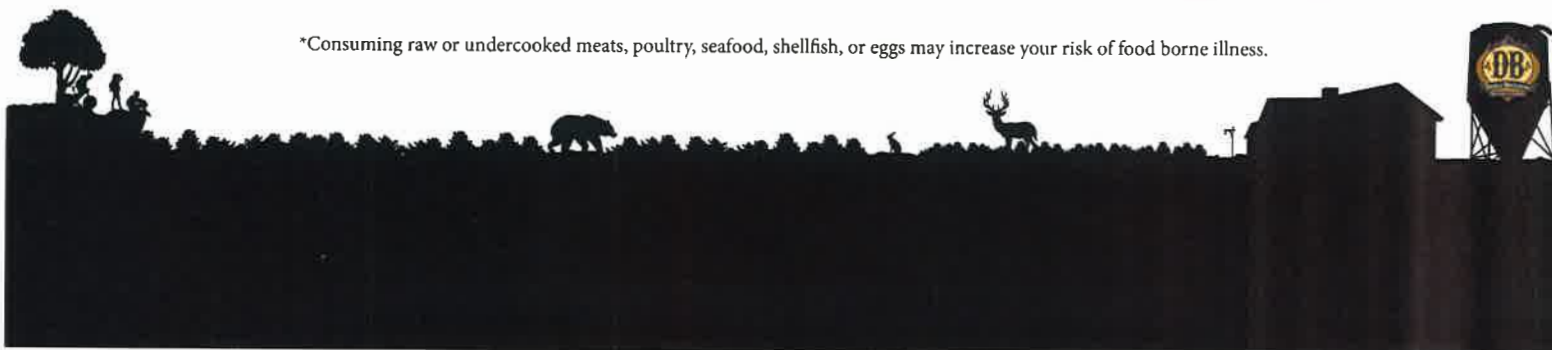 *Consuming raw or undercooked meats, poultry, seafood, shellfish, or eggs may increase your risk of food borne illness.
DB